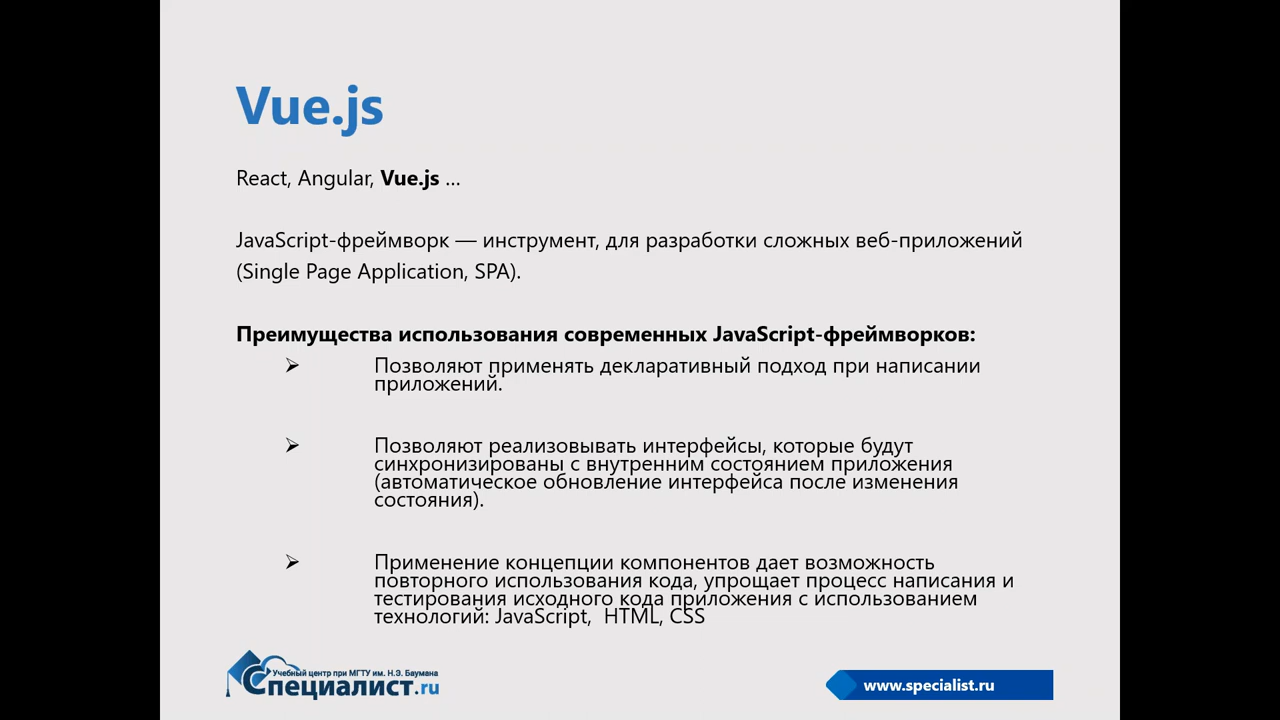 Vue.js
React, Angular, Vue.js ...
JavaScript-фреймворк — инструмент, для разработки сложных веб-приложений
(Single Page Application, SPA).
Преимущества использования современных JavaScript-фреймворков:
➢ Позволяют применять декларативный подход при написании
приложений.
➢ Позволяют реализовывать интерфейсы, которые будут
синхронизированы с внутренним состоянием приложения
(автоматическое обновление интерфейса после изменения
состояния).
➢ Применение концепции компонентов дает возможность
повторного использования кода, упрощает процесс написания и
тестирования исходного кода приложения с использованием
технологий: JavaScript,  HTML, CSS
Учебный центр при МГТУ им. Н.Э. Баумана
Специалист.ru
www.specialist.ru